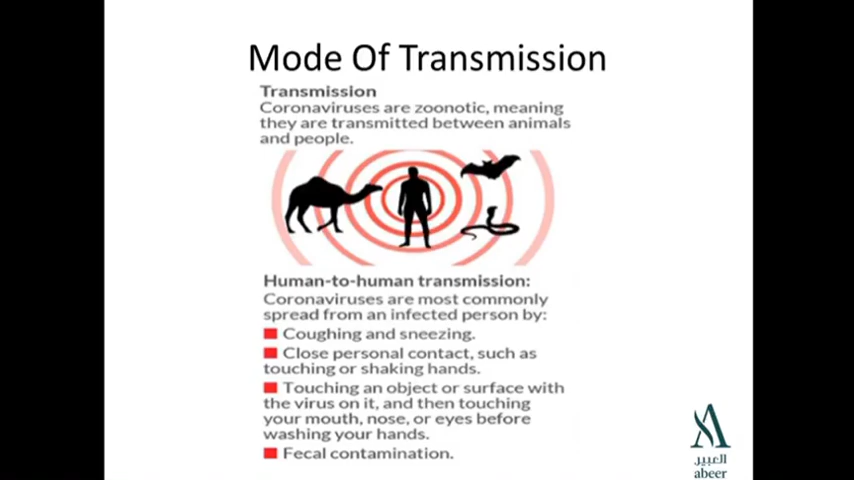 Mode Of Transmission
Transmission
Coronaviruses are zoonotic, meaning
they are transmitted between animals
and people.
Human-to-human transmission:
Coronaviruses are most commonly
spread from an infected person by:
Coughing and sneezing.
Close personal contact, such as
touching or shaking hands.
Touching an object or surface with
the virus on it, and then touching
your mouth, nose, or eyes before
washing your hands.
Fecal contamination.
العبير
abeer